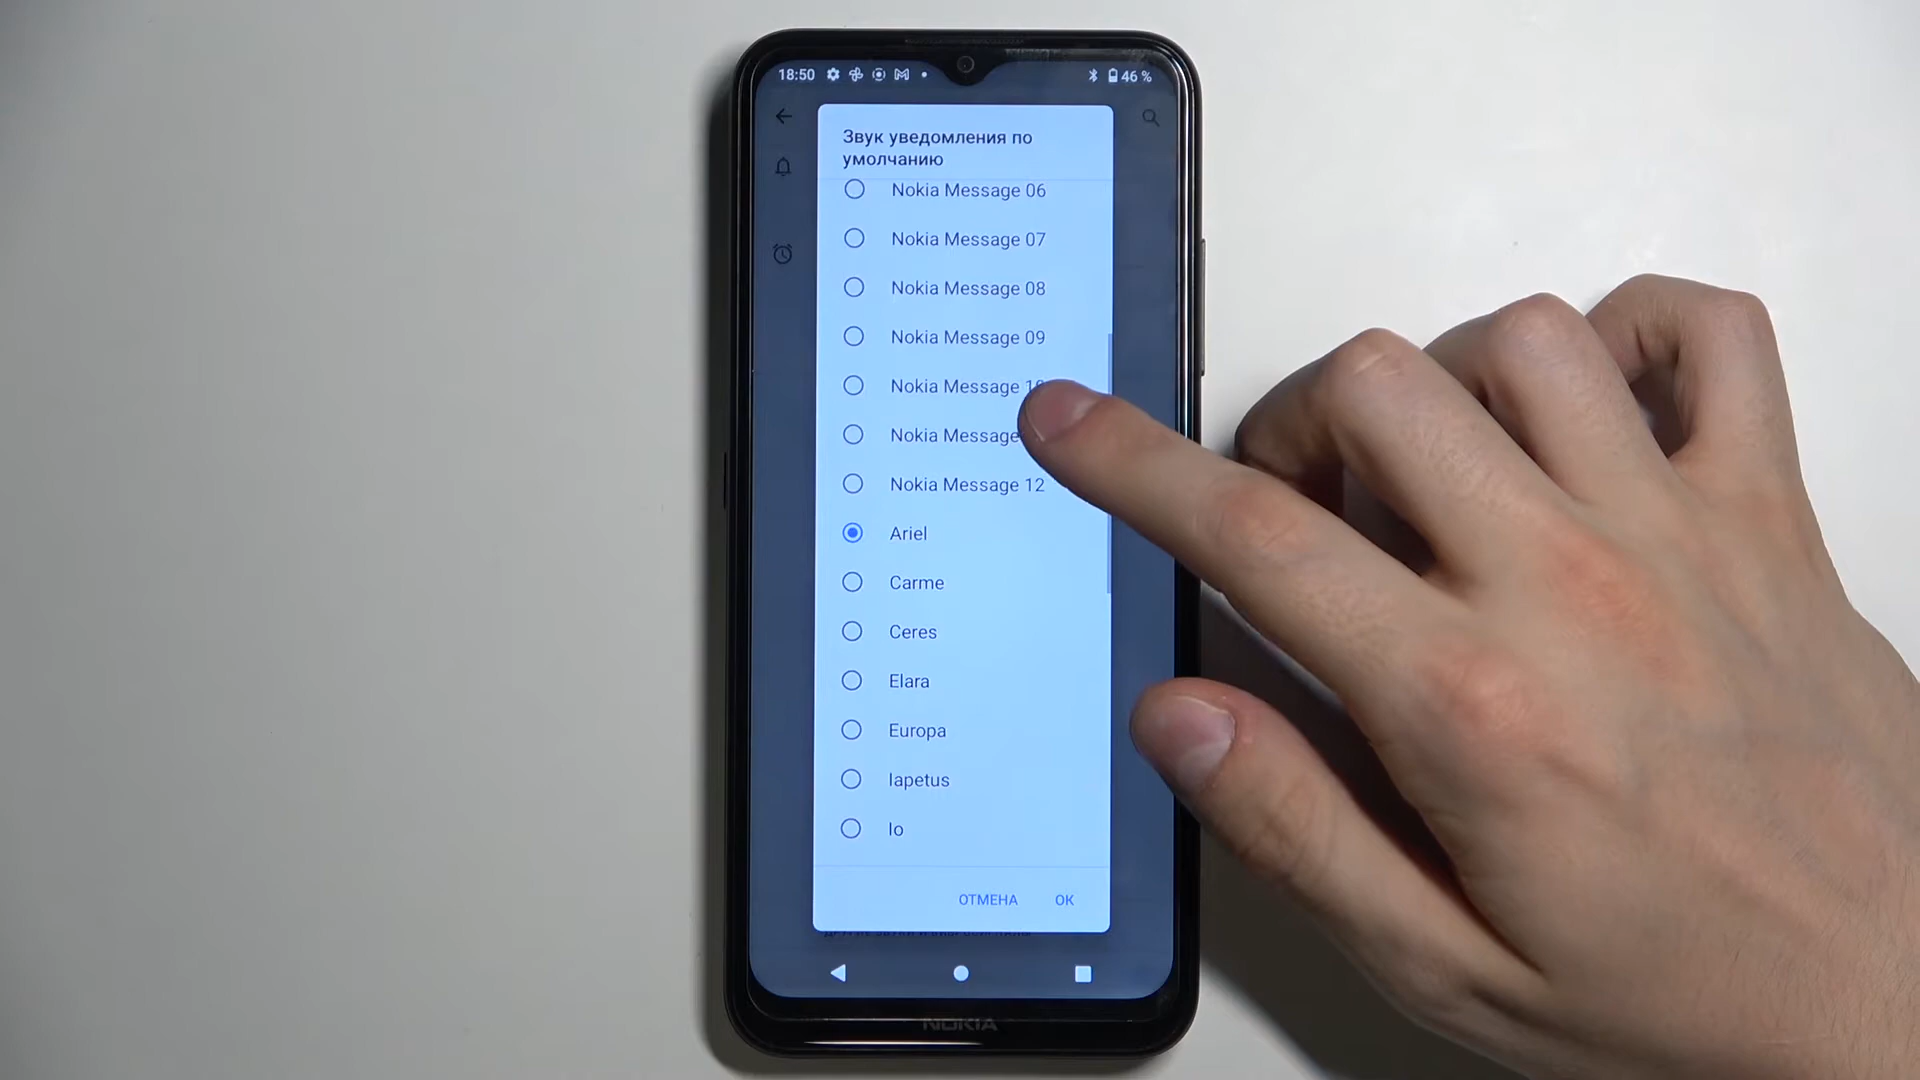 18:50
46 %
Звук уведомления по
умолчанию
Nokia Message 06
Nokia Message 07
Nokia Message 08
Nokia Message 09
Nokia Message
Nokia Message
Nokia Message 12
Ariel
Carme
Ceres
Elara
Europa
Iapetus
Io
ОТМЕНА
ОК
NOKIA